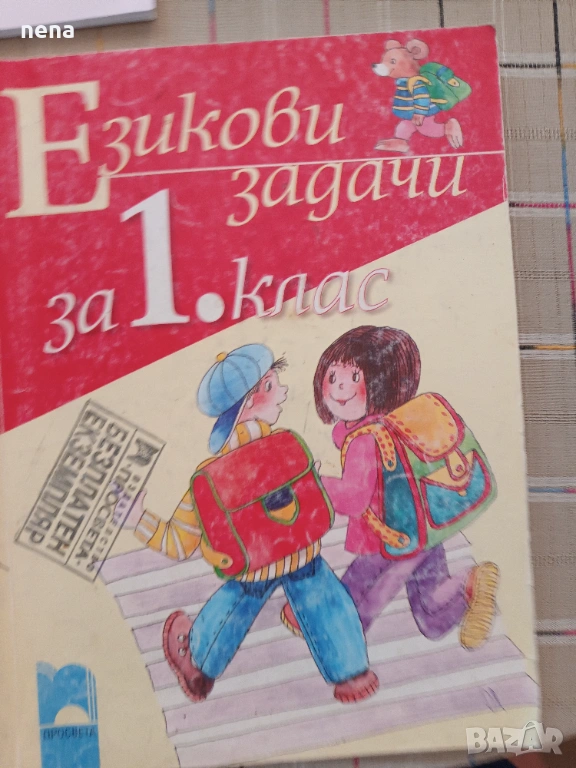 nena
Езикови
задачи
за 1. клас
БЕЗПЛАТЕН
ЕКЗЕМПЛЯР
ПРОСВЕТА
BAZAR